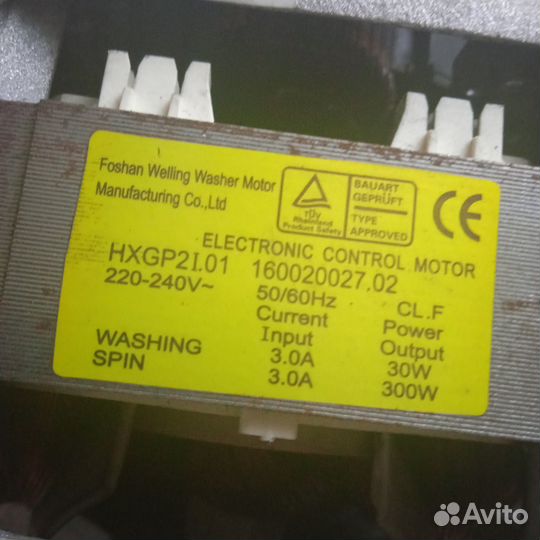 Foshan Welling Washer Motor
Manufacturing Co.,Ltd
TÜV
Rheinland
Product Safety
BAUART
GEPRÜFT
TYPE
APPROVED
CE
ELECTRONIC CONTROL MOTOR
HXGP2I.01 160020027.02
220-240V~ 50/60Hz CL.F
Current Power
Input Output
WASHING 3.0A 30W
SPIN 3.0A 300W
Avito